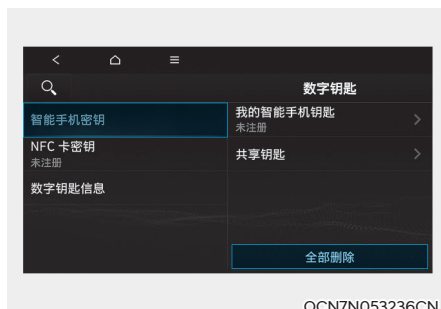 数字钥匙
智能手机密钥
NFC 卡密钥
未注册
数字钥匙信息
我的智能手机钥匙
未注册
共享钥匙
全部删除
OCN7N053236CN